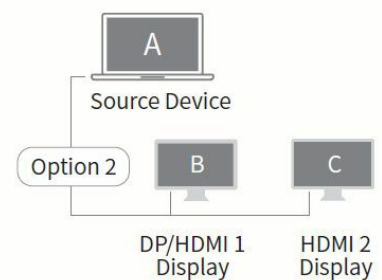 A
Source Device
Option 2
B
C
DP/HDMI 1
Display
HDMI 2
Display